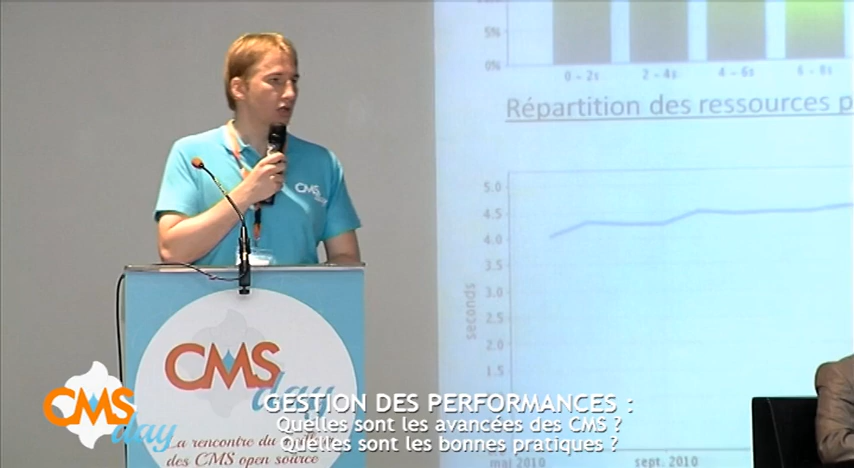 5%
0%
0 - 2s
2 - 4s
4 - 6s
6 - 8s
Répartition des ressources p
5.0
4.5
4.0
3.5
3.0
2.5
2.0
1.5
seconds
mai 2010
sept. 2010
CMS
day
CMS
day
La rencontre du
des CMS open source
CMS
day
GESTION DES PERFORMANCES :
Quelles sont les avancées des CMS ?
Quelles sont les bonnes pratiques ?